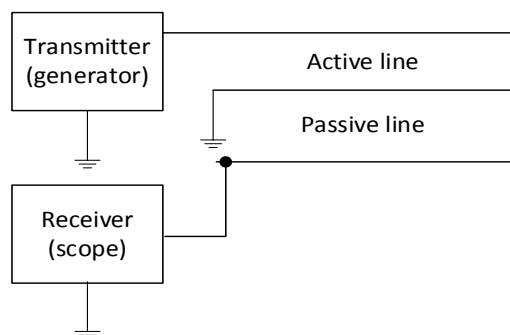 Transmitter
(generator)
Active line
Passive line
Receiver
(scope)